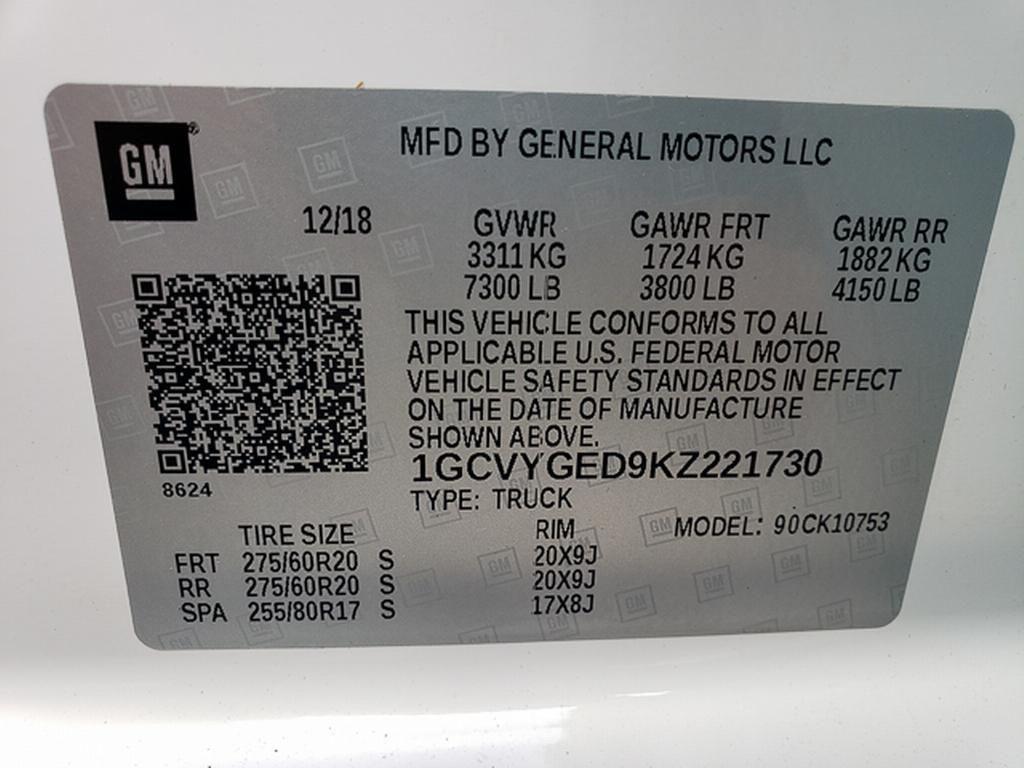 GM
MFD BY GENERAL MOTORS LLC
12/18 GVWR GAWR FRT GAWR RR
3311 KG 1724 KG 1882 KG
7300 LB 3800 LB 4150 LB
THIS VEHICLE CONFORMS TO ALL
APPLICABLE U.S. FEDERAL MOTOR
VEHICLE SAFETY STANDARDS IN EFFECT
ON THE DATE OF MANUFACTURE
SHOWN ABOVE.
1GCVYGED9KZ221730
8624
TYPE: TRUCK
TIRE SIZE RIM MODEL: 90CK10753
FRT 275/60R20 S 20X9J
RR 275/60R20 S 20X9J
SPA 255/80R17 S 17X8J